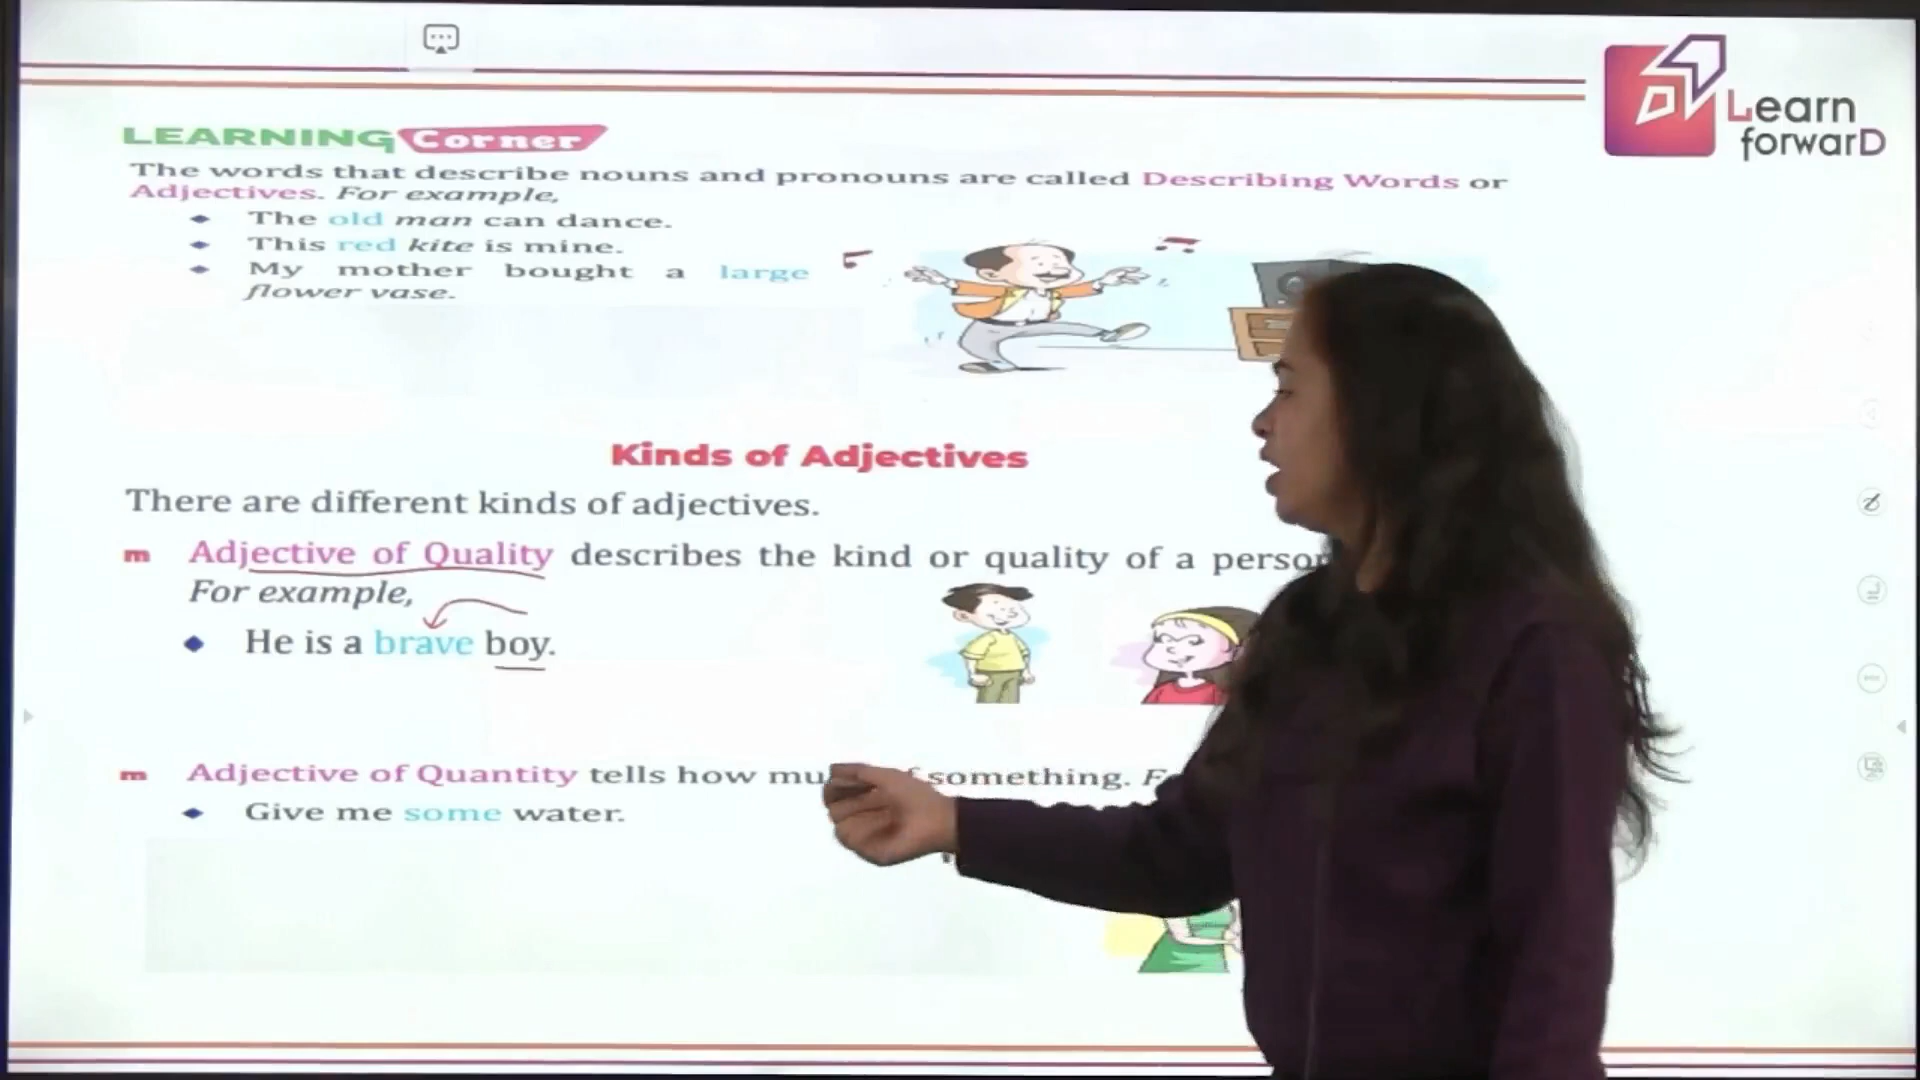 Learn
forwarD
LEARNING Corner
The words that describe nouns and pronouns are called Describing Words or
Adjectives. For example,
The old man can dance.
This red kite is mine.
My mother bought a large
flower vase.
Kinds of Adjectives
There are different kinds of adjectives.
m Adjective of Quality describes the kind or quality of a
For example,
He is a brave boy.
m Adjective of Quantity tells how something.
Give me some water.